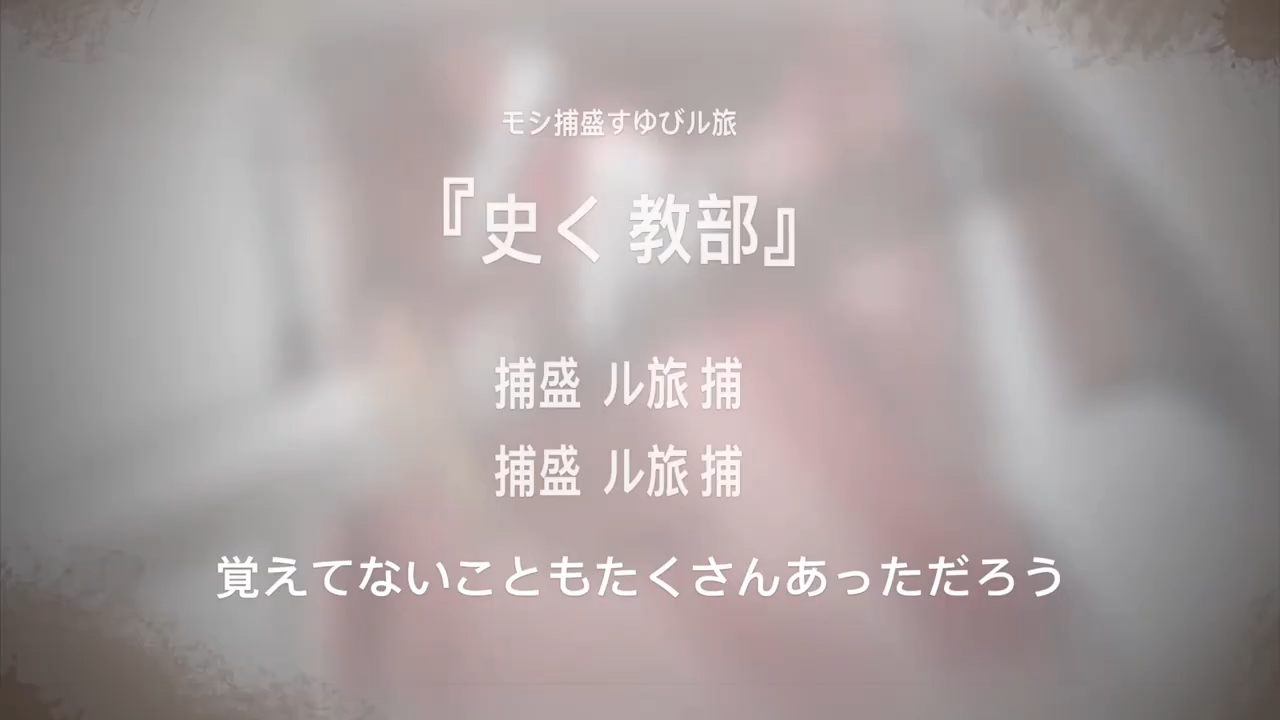 モシ捕盛すゆびル旅
『史く 教部』
捕盛 ル旅 捕
捕盛 ル旅 捕
覚えてないこともたくさんあっただろう